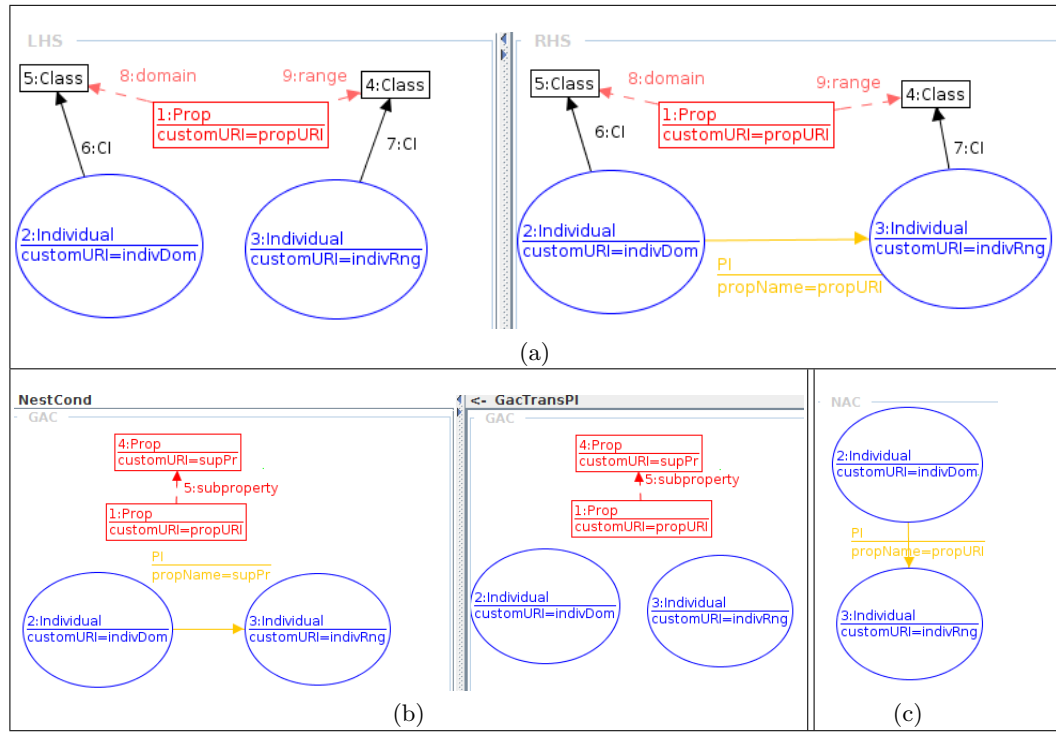 LHS
RHS
5:Class
8:domain
9:range
4:Class
1:Prop
customURI=propURI
6:CI
7:CI
2:Individual
customURI=indivDom
3:Individual
customURI=indivRng
5:Class
8:domain
9:range
4:Class
1:Prop
customURI=propURI
6:CI
7:CI
2:Individual
customURI=indivDom
3:Individual
customURI=indivRng
PI
propName=propURI
(a)
NestCond
GAC
4:Prop
customURI=supPr
5:subproperty
1:Prop
customURI=propURI
PI
propName=supPr
2:Individual
customURI=indivDom
3:Individual
customURI=indivRng
<- GacTransPI
GAC
4:Prop
customURI=supPr
5:subproperty
1:Prop
customURI=propURI
2:Individual
customURI=indivDom
3:Individual
customURI=indivRng
(b)
NAC
2:Individual
customURI=indivDom
PI
propName=propURI
3:Individual
customURI=indivRng
(c)